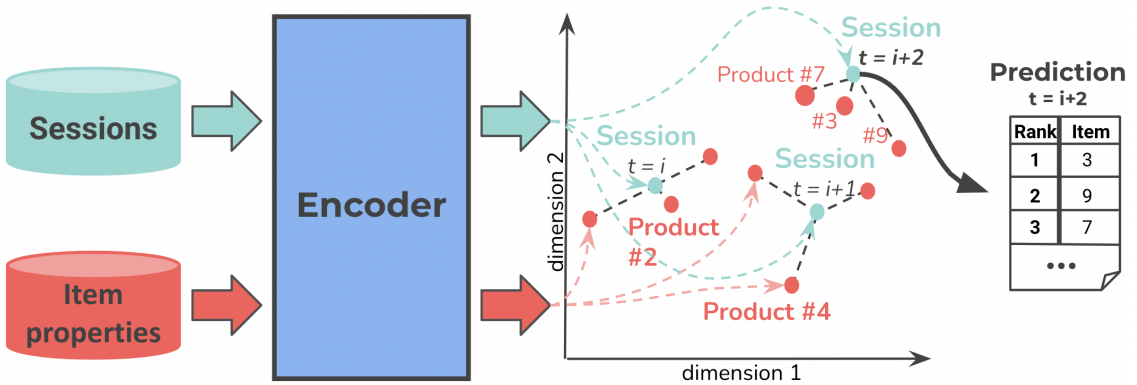 Sessions
Item
properties
Encoder
dimension 2
dimension 1
Session
t = i
Product
#2
Session
t = i+1
Product #4
Session
t = i+2
Product #7
#3
#9
Prediction
t = i+2
Rank Item
1 3
2 9
3 7
•••